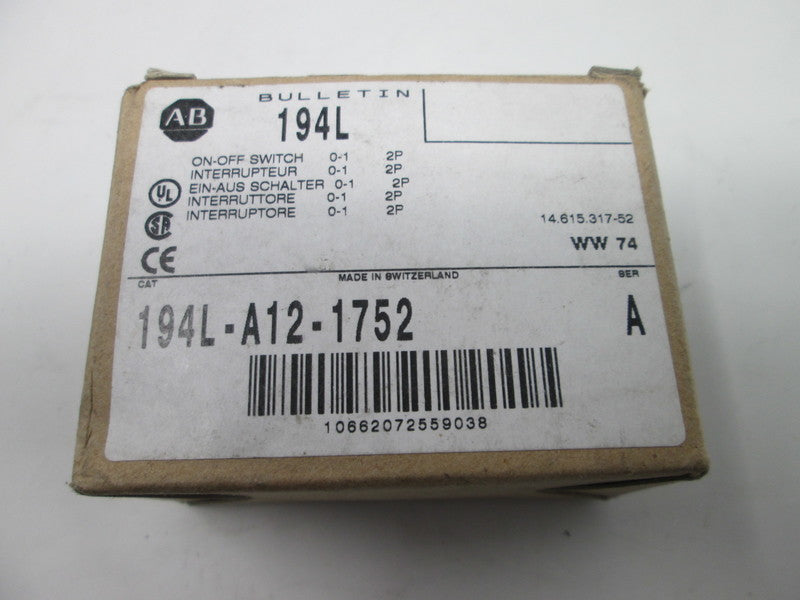 BULLETIN
AB
194L
ON-OFF SWITCH 0-1 2P
INTERRUPTEUR 0-1 2P
EIN-AUS SCHALTER 0-1 2P
INTERRUTTORE 0-1 2P
INTERRUPTORE 0-1 2P
UL
SA
CE
14.615.317-52
WW 74
CAT MADE IN SWITZERLAND SER
194L-A12-1752 A
10662072559038